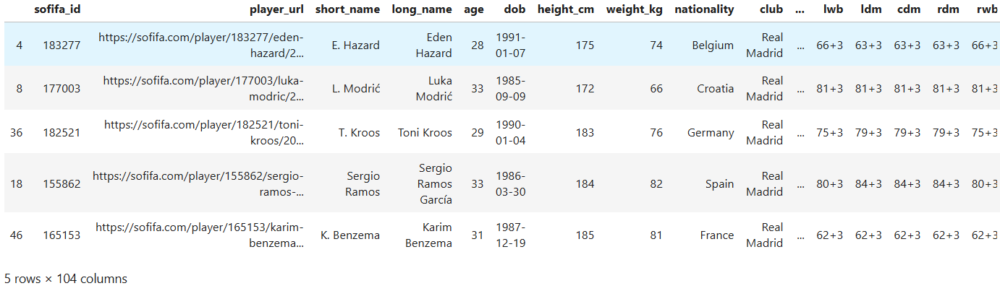 sofifa_id player_url short_name long_name age dob height_cm weight_kg nationality club ... lwb ldm cdm rdm rwb
4 183277 https://sofifa.com/player/183277/eden-hazard/2... E. Hazard Eden Hazard 28 1991-01-07 175 74 Belgium Real Madrid ... 66+3 63+3 63+3 63+3 66+3
8 177003 https://sofifa.com/player/177003/luka-modric/2... L. Modrić Luka Modrić 33 1985-09-09 172 66 Croatia Real Madrid ... 81+3 81+3 81+3 81+3 81+3
36 182521 https://sofifa.com/player/182521/toni-kroos/20... T. Kroos Toni Kroos 29 1990-01-04 183 76 Germany Real Madrid ... 75+3 79+3 79+3 79+3 75+3
18 155862 https://sofifa.com/player/155862/sergio-ramos-... Sergio Ramos Sergio Ramos García 33 1986-03-30 184 82 Spain Real Madrid ... 80+3 84+3 84+3 84+3 80+3
46 165153 https://sofifa.com/player/165153/karim-benzema... K. Benzema Karim Benzema 31 1987-12-19 185 81 France Real Madrid ... 62+3 62+3 62+3 62+3 62+3
5 rows × 104 columns